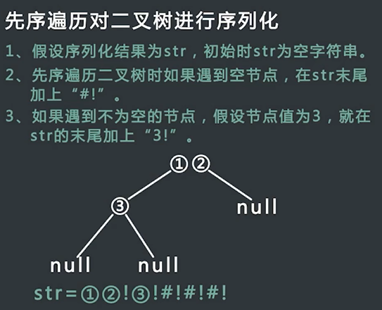 先序遍历对二叉树进行序列化
1、假设序列化结果为str，初始时str为空字符串。
2、先序遍历二叉树时如果遇到空节点，在str末尾
加上“#!”。
3、如果遇到不为空的节点，假设节点值为3，就在
str的末尾加上“3!”。
①②
③
null
null
null
str=①②!③!#!#!#!